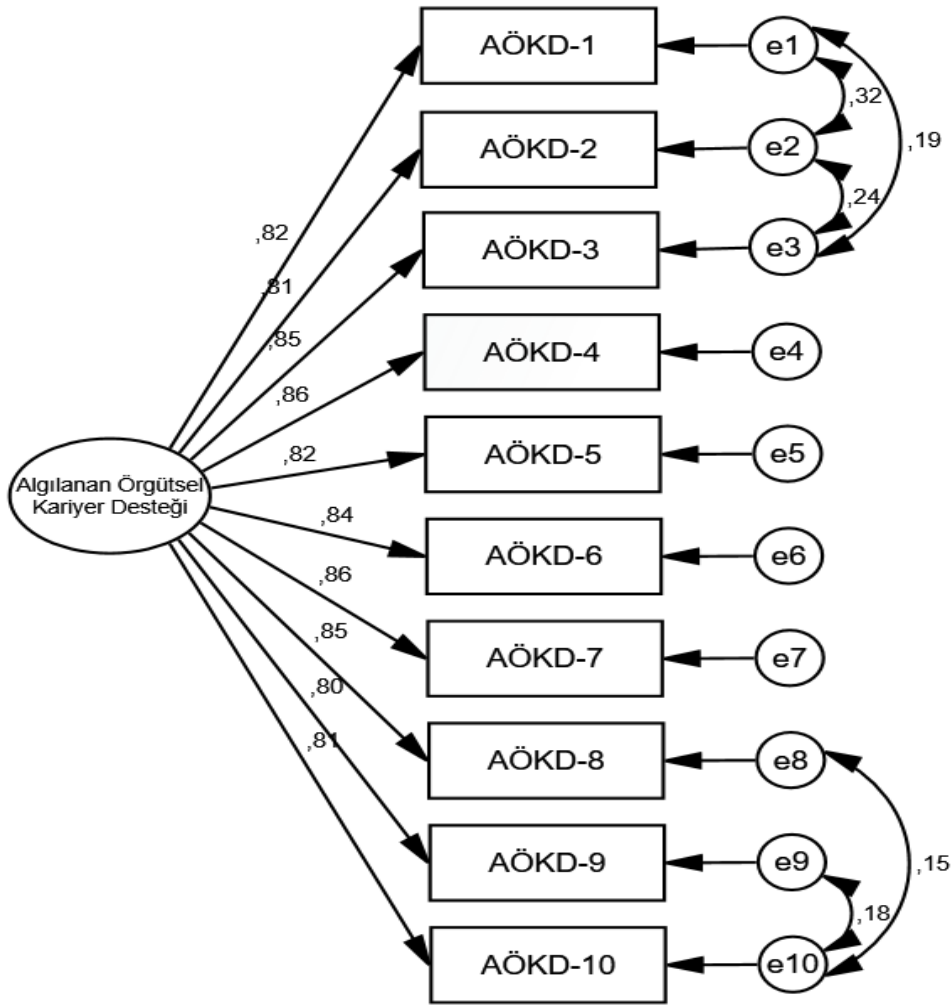 AÖKD-1
e1
,32
,19
AÖKD-2
e2
,24
AÖKD-3
e3
,82
,81
,85
AÖKD-4
e4
,86
AÖKD-5
e5
,82
Algılanan Örgütsel
Kariyer Desteği
,84
AÖKD-6
e6
,86
AÖKD-7
e7
,85
,80
,81
AÖKD-8
e8
AÖKD-9
e9
,15
,18
AÖKD-10
e10